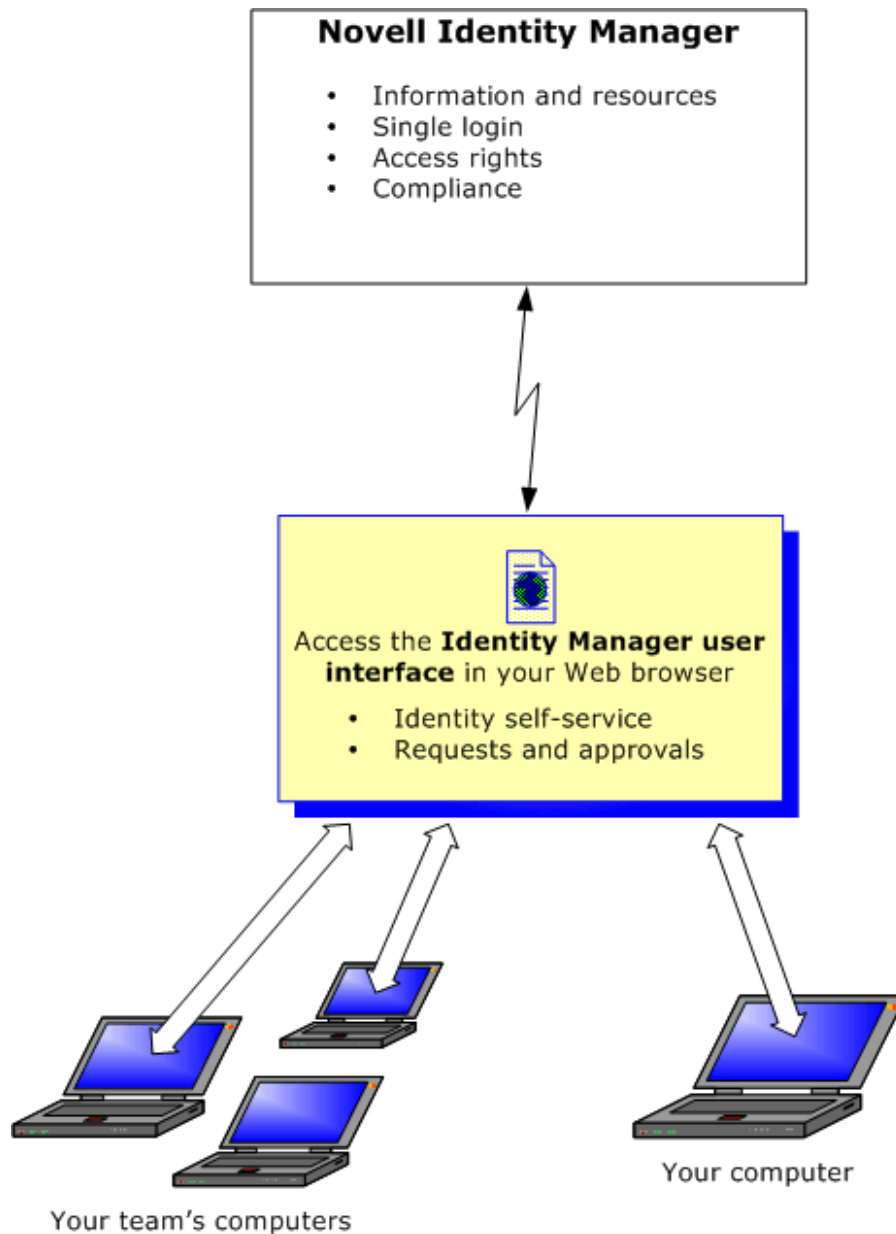 Novell Identity Manager
• Information and resources
• Single login
• Access rights
• Compliance
Access the Identity Manager user
interface in your Web browser
• Identity self-service
• Requests and approvals
Your computer
Your team's computers